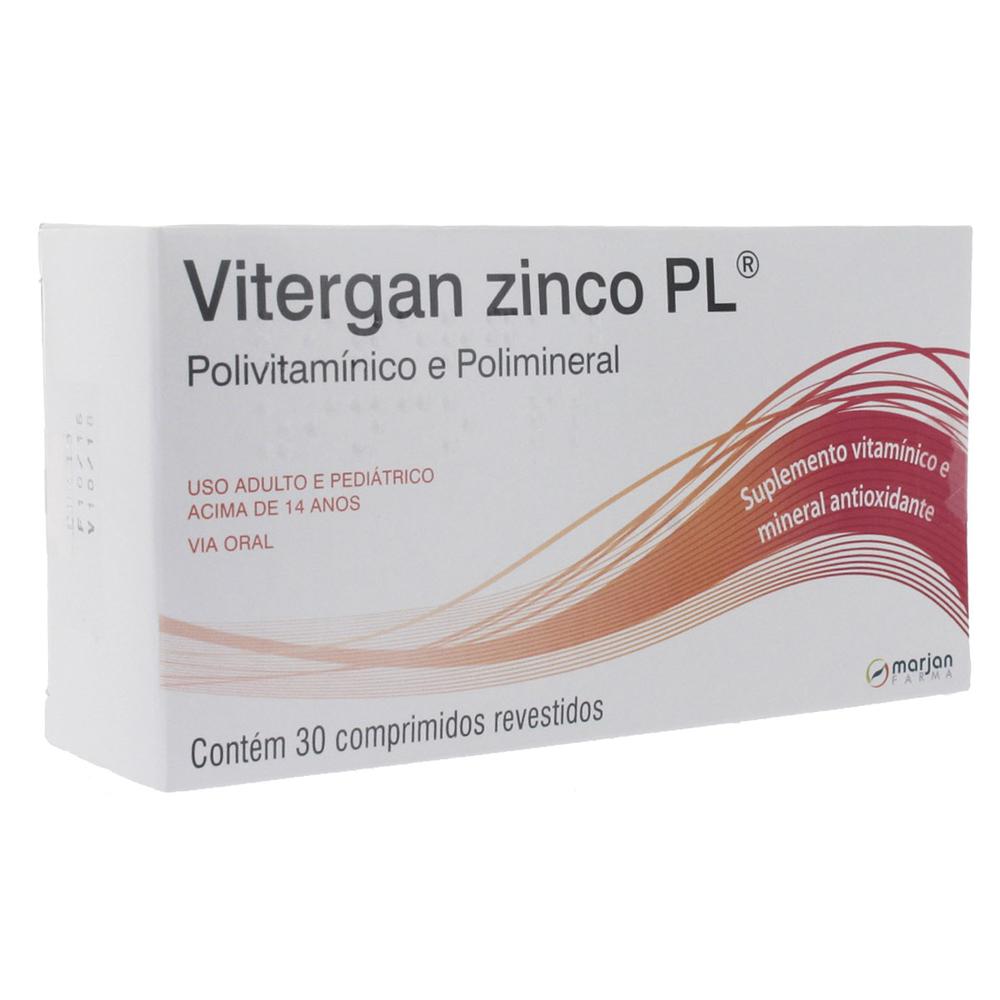 Vitergan zinco PL®
Polivitamínico e Polimineral
USO ADULTO E PEDIÁTRICO
ACIMA DE 14 ANOS
VIA ORAL
Suplemento vitamínico e
mineral antioxidante
marjan
FARMA
Contém 30 comprimidos revestidos